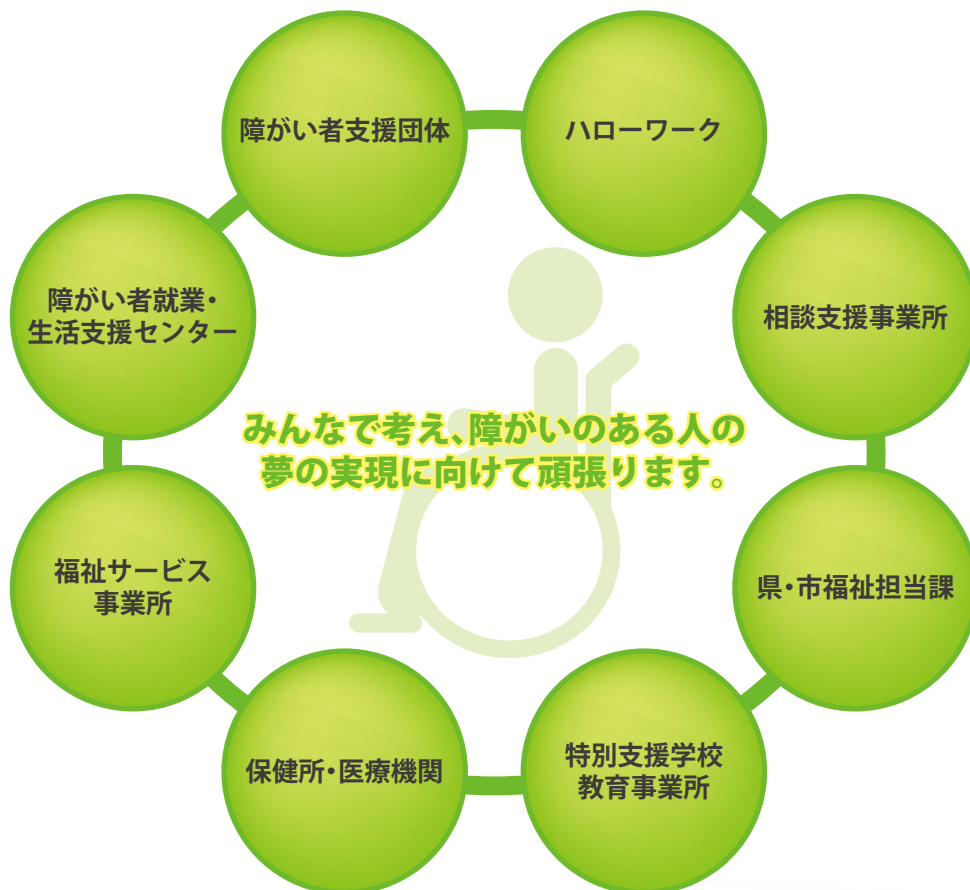 障がい者支援団体
ハローワーク
障がい者就業・
生活支援センター
相談支援事業所
みんなで考え、障がいのある人の
夢の実現に向けて頑張ります。
福祉サービス
事業所
県・市福祉担当課
保健所・医療機関
特別支援学校
教育事業所